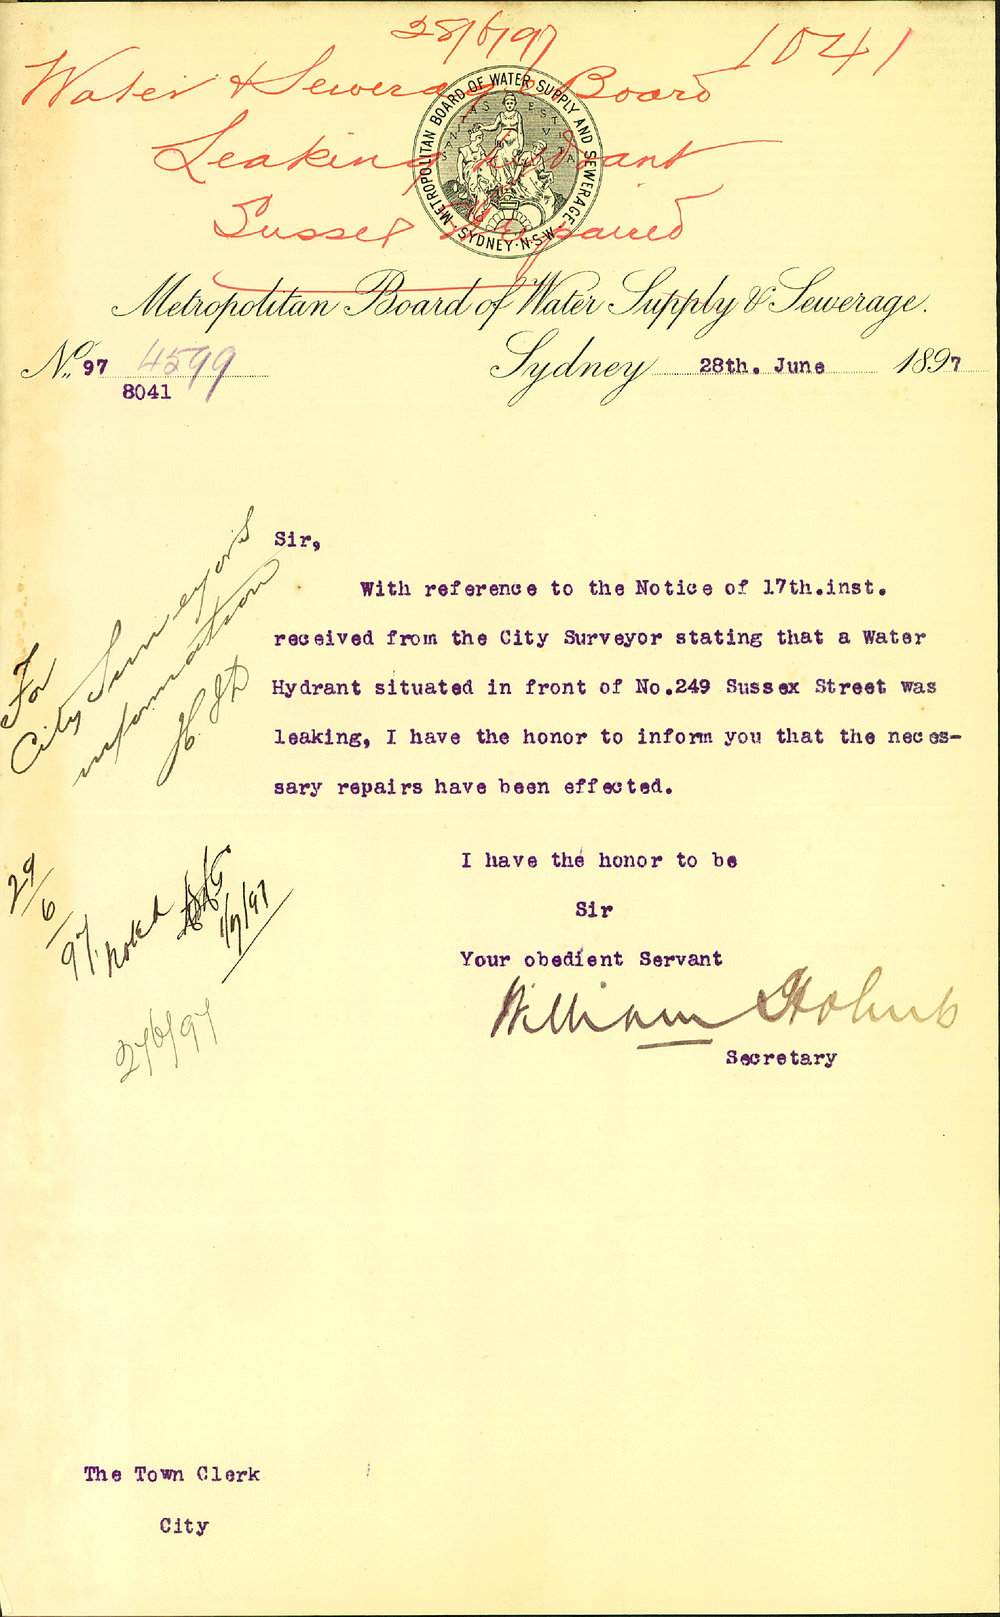 28/6/97
1041
Water & Sewerage Board
Leaking Hydrant
Sussex St repaired
METROPOLITAN BOARD OF WATER SUPPLY AND SEWERAGE
SANITAS EST VITA
SYDNEY · N·S·W
Metropolitan Board of Water Supply & Sewerage.
No. 97 4599
8041
Sydney 28th. June 1897
Sir,
With reference to the Notice of 17th.inst.
received from the City Surveyor stating that a Water
Hydrant situated in front of No.249 Sussex Street was
leaking, I have the honor to inform you that the neces-
sary repairs have been effected.
I have the honor to be
Sir
Your obedient Servant
William Holmes
Secretary
For
City Surveyor's
information
29/6/97.
noted
1/7/97
The Town Clerk
City